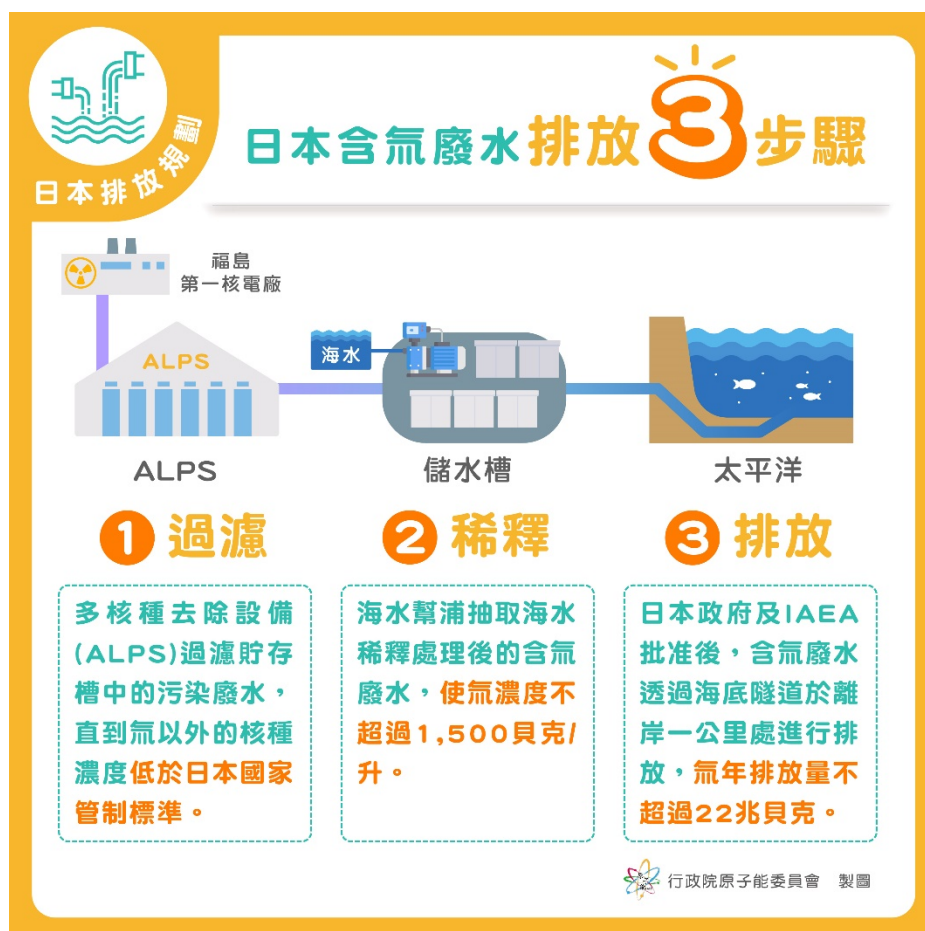 日本排放規劃
日本含氚廢水排放3步驟
福島
第一核電廠
ALPS
海水
ALPS
儲水槽
太平洋
1 過濾
多核種去除設備
(ALPS)過濾貯存
槽中的污染廢水，
直到氚以外的核種
濃度低於日本國家
管制標準。
2 稀釋
海水幫浦抽取海水
稀釋處理後的含氚
廢水，使氚濃度不
超過1,500貝克/
升。
3 排放
日本政府及IAEA
批准後，含氚廢水
透過海底隧道於離
岸一公里處進行排
放，氚年排放量不
超過22兆貝克。
行政院原子能委員會 製圖